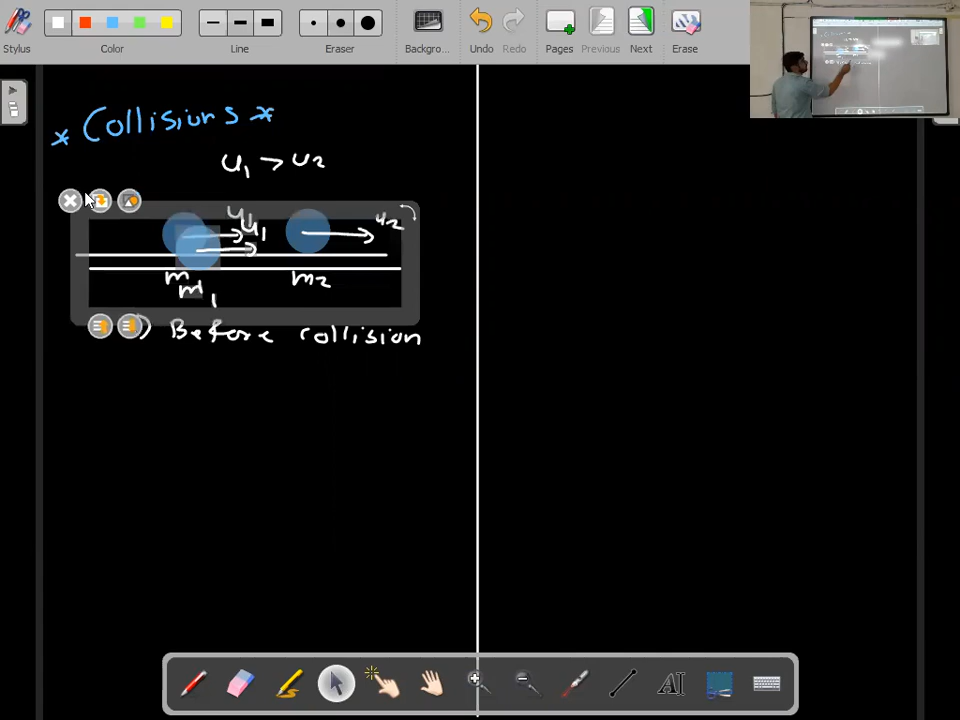 Stylus
Color
Line
Eraser
Backgro...
Undo
Redo
Pages
Previous
Next
Erase
* Collisions *
u1 > u2
u1 u2
m m1 m2
Before collision
AI